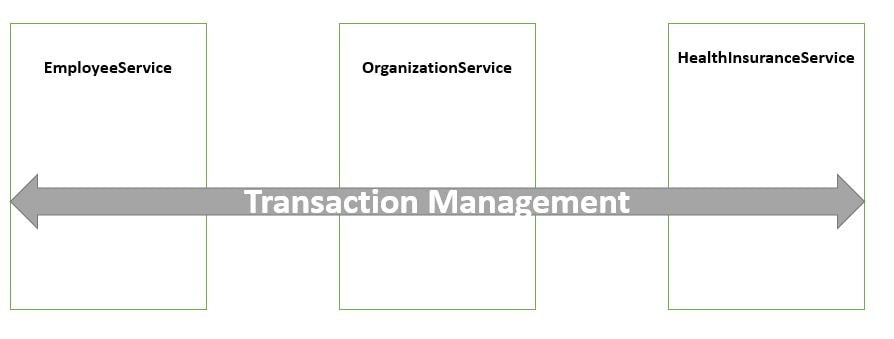 EmployeeService
OrganizationService
HealthInsuranceService
Transaction Management